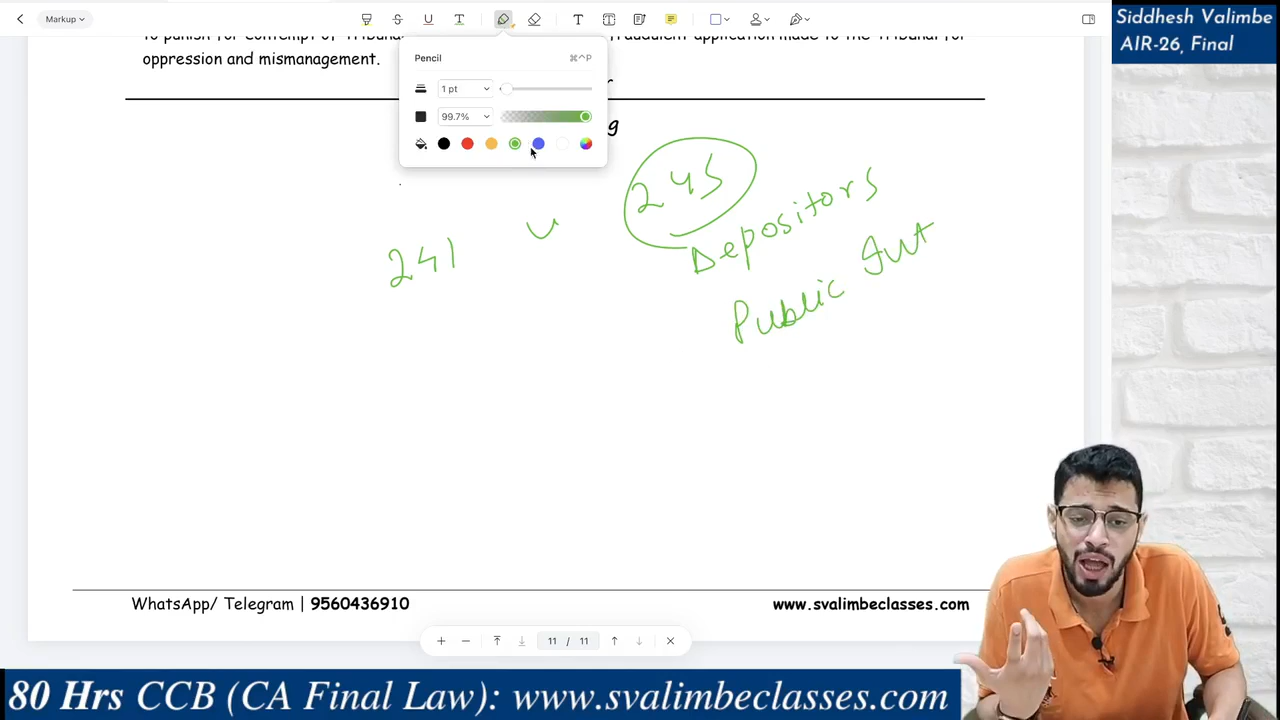 Markup
Siddhesh Valimbe
AIR-26, Final
oppression and mismanagement.
Pencil
⌘^P
1 pt
99.7%
245
241
Depositors
Public
WhatsApp/ Telegram | 9560436910
www.svalimbeclasses.com
11 / 11
80 Hrs CCB (CA Final Law): www.svalimbeclasses.com